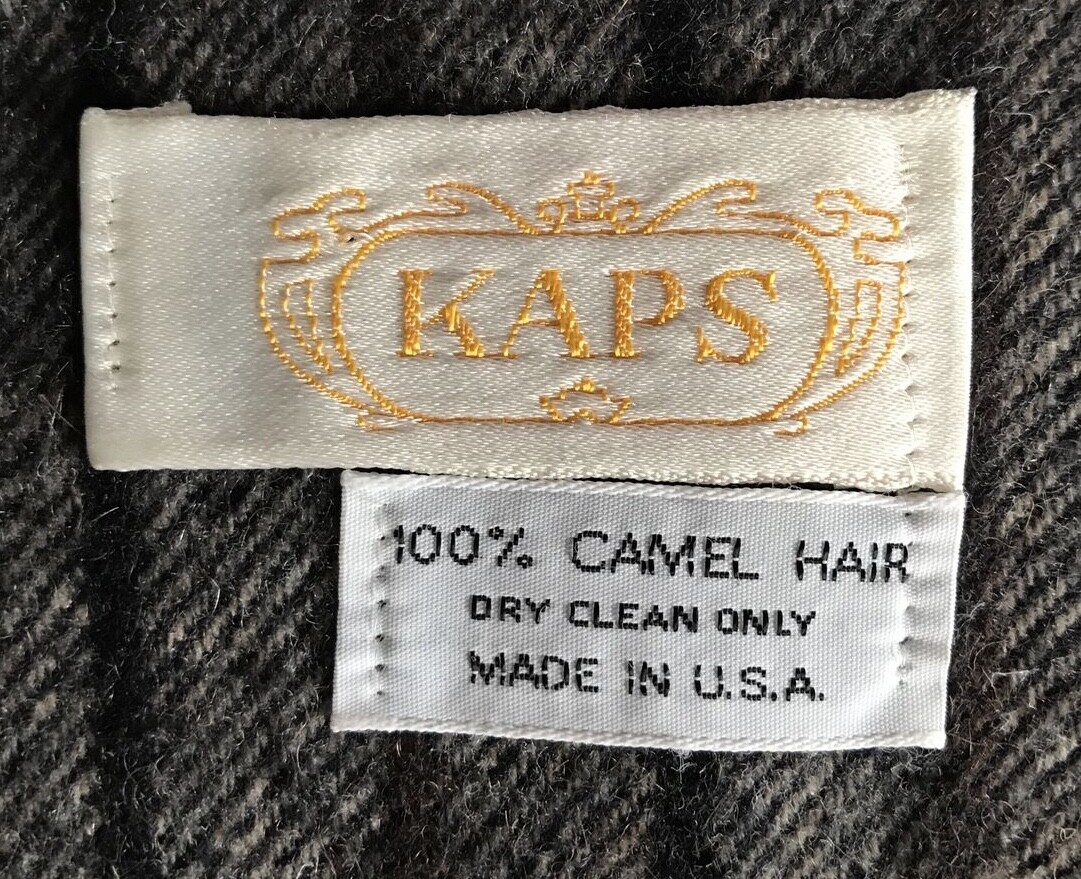 KAPS
100% CAMEL HAIR
DRY CLEAN ONLY
MADE IN U.S.A.